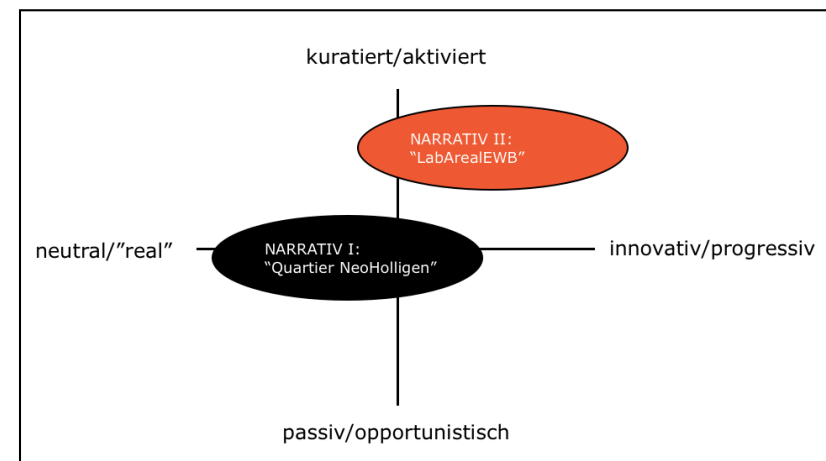 kuratiert/aktiviert
NARRATIV II:
“LabArealEWB”
neutral/”real”
NARRATIV I:
“Quartier NeoHolligen”
innovativ/progressiv
passiv/opportunistisch